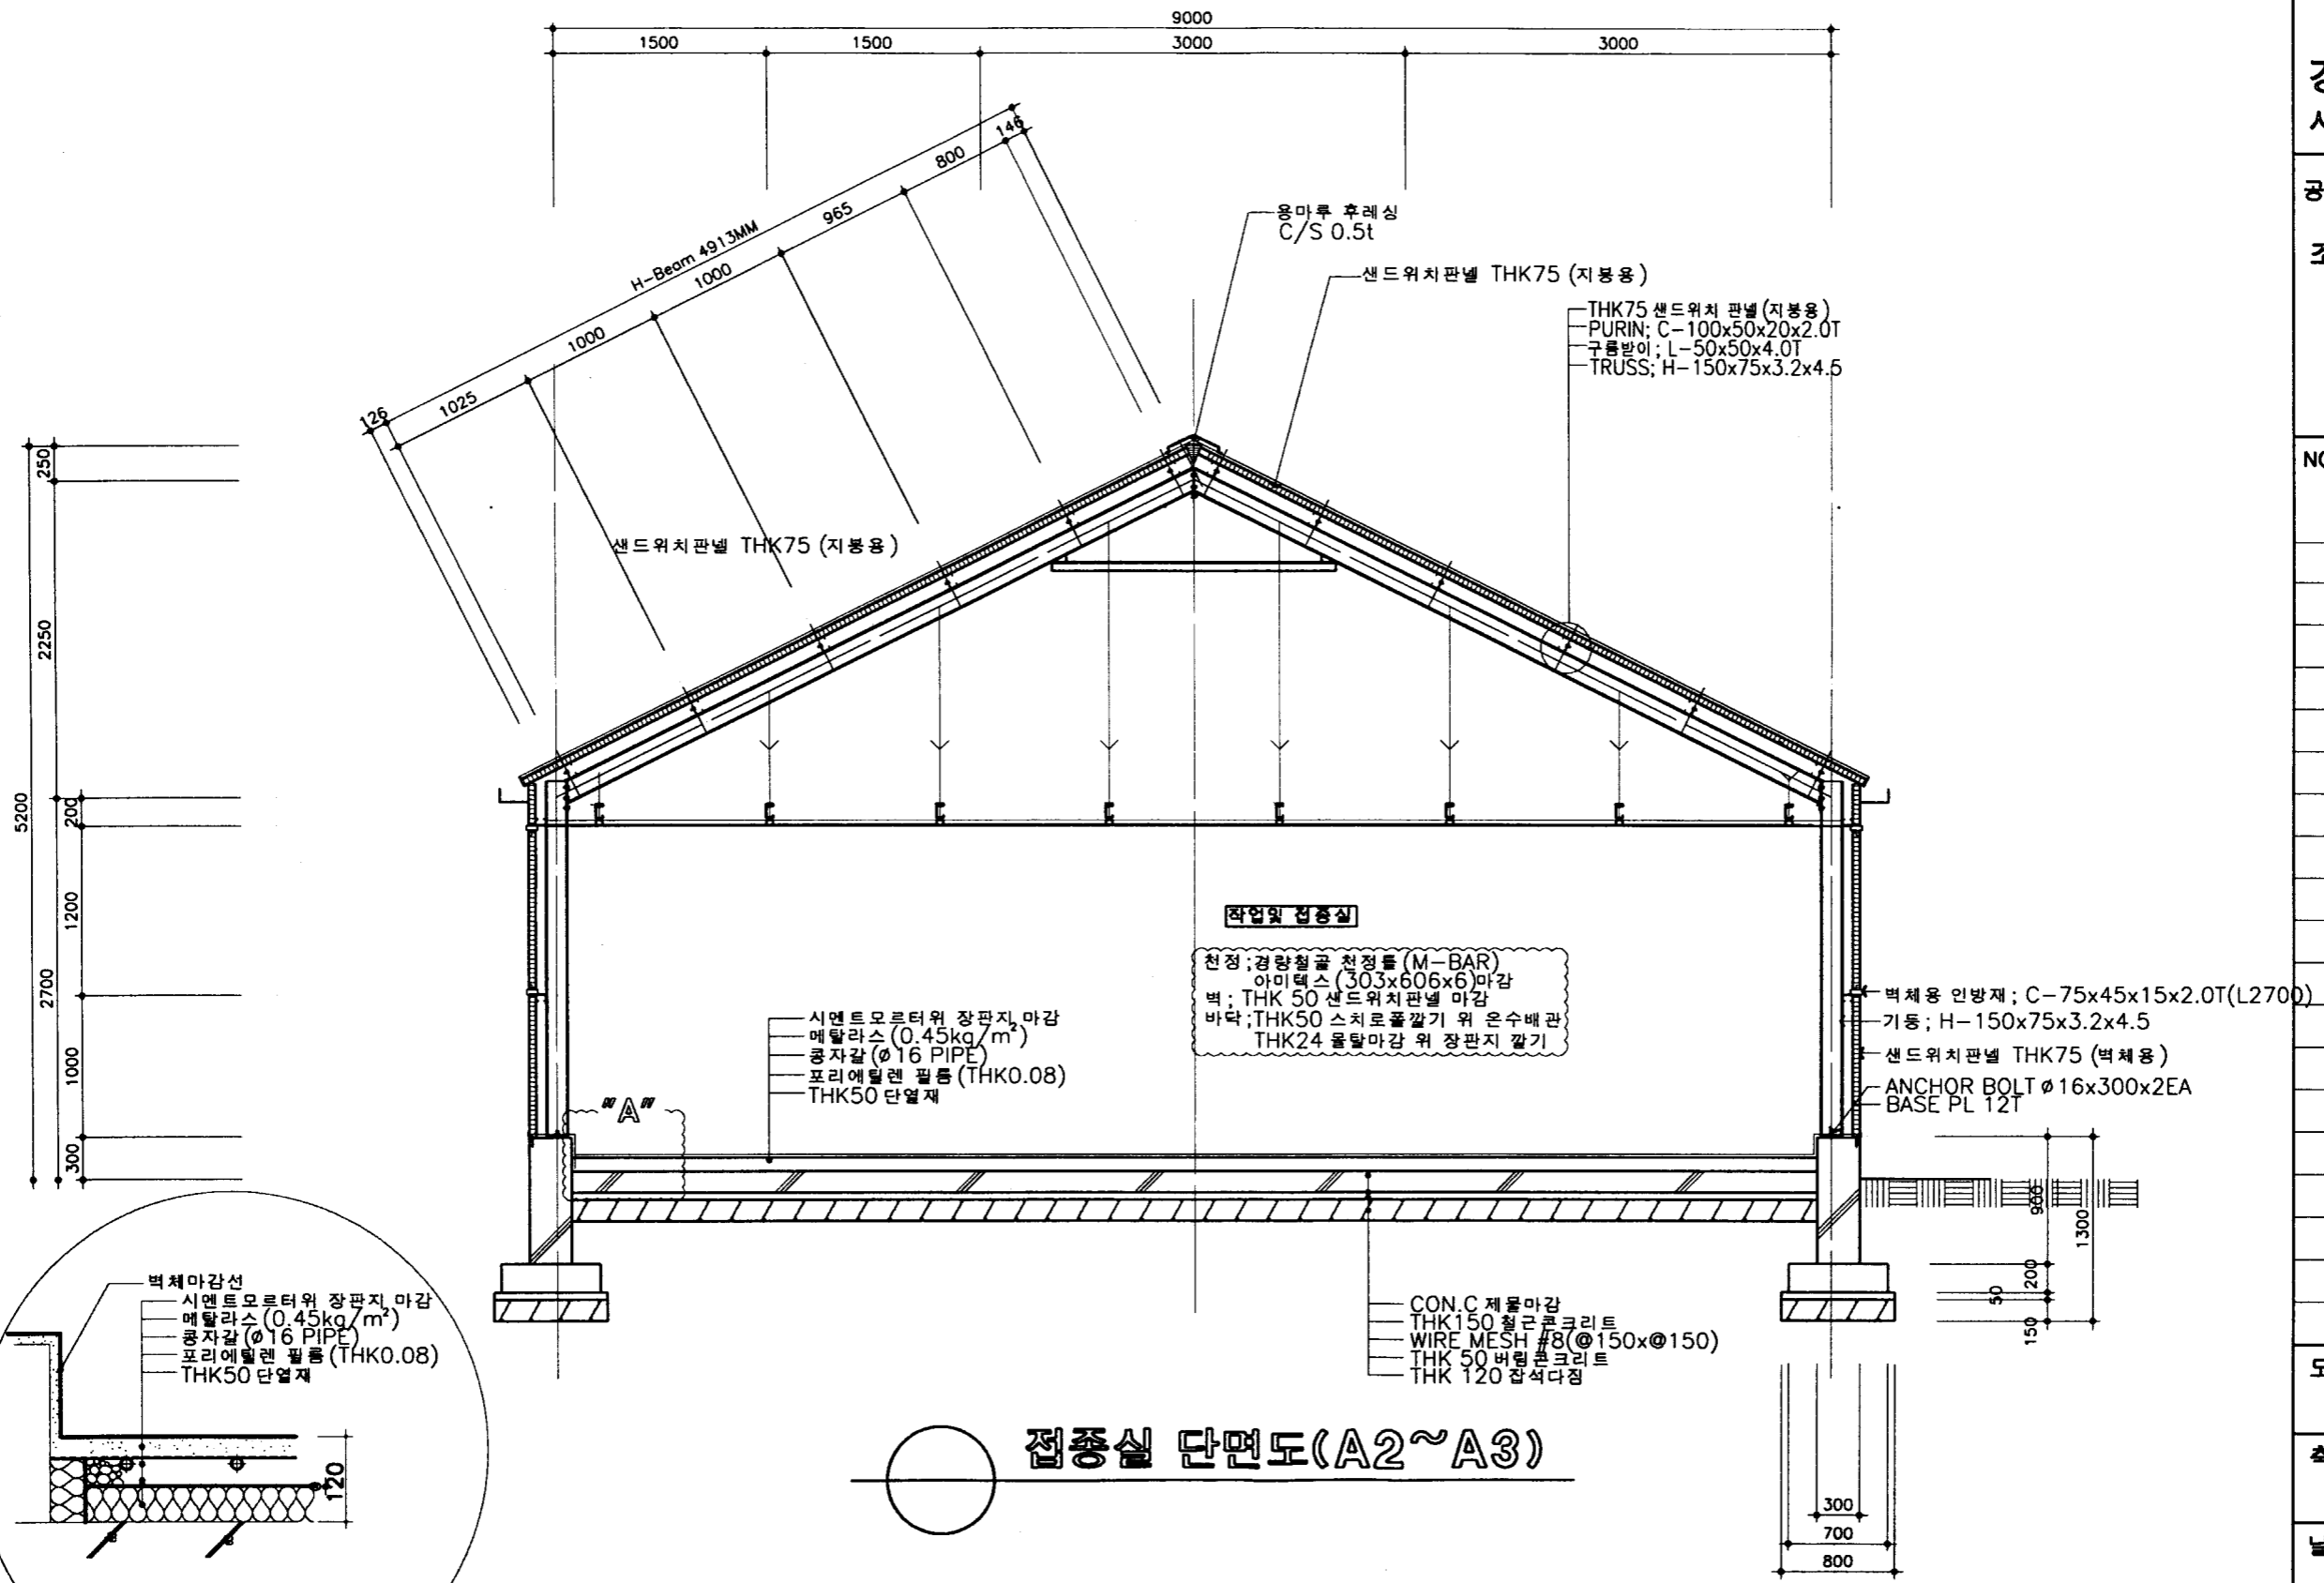 9000
1500 1500 3000 3000
H-Beam 4913MM
126 1025 1000 1000 965 800 146
용마루 후레싱
C/S 0.5t
샌드위치판넬 THK75 (지붕용)
THK75 샌드위치 판넬(지붕용)
PURIN; C-100x50x20x2.0T
구름받이; L-50x50x4.0T
TRUSS; H-150x75x3.2x4.5
샌드위치판넬 THK75 (지붕용)
5200
250
2250
2700
200
1200
1000
300
작업및 접종실
천정;경량철골 천정틀(M-BAR)
아미텍스(303x606x6)마감
벽; THK 50 샌드위치판넬 마감
바닥;THK50 스치로폴깔기 위 온수배관
THK24 몰탈마감 위 장판지 깔기
시멘트모르터위 장판지 마감
메탈라스(0.45kg/m²)
콩자갈(ø16 PIPE)
포리에틸렌 필름(THK0.08)
THK50 단열재
"A"
벽체용 인방재; C-75x45x15x2.0T(L2700)
기둥; H-150x75x3.2x4.5
샌드위치판넬 THK75 (벽체용)
ANCHOR BOLT ø16x300x2EA
BASE PL 12T
900
1300
200
50
150
CON.C 제물마감
THK150 철근콘크리트
WIRE MESH #8(@150x@150)
THK 50 버림콘크리트
THK 120 잡석다짐
벽체마감선
시멘트모르터위 장판지 마감
메탈라스(0.45kg/m²)
콩자갈(ø16 PIPE)
포리에틸렌 필름(THK0.08)
THK50 단열재
120
접종실 단면도(A2~A3)
300
700
800